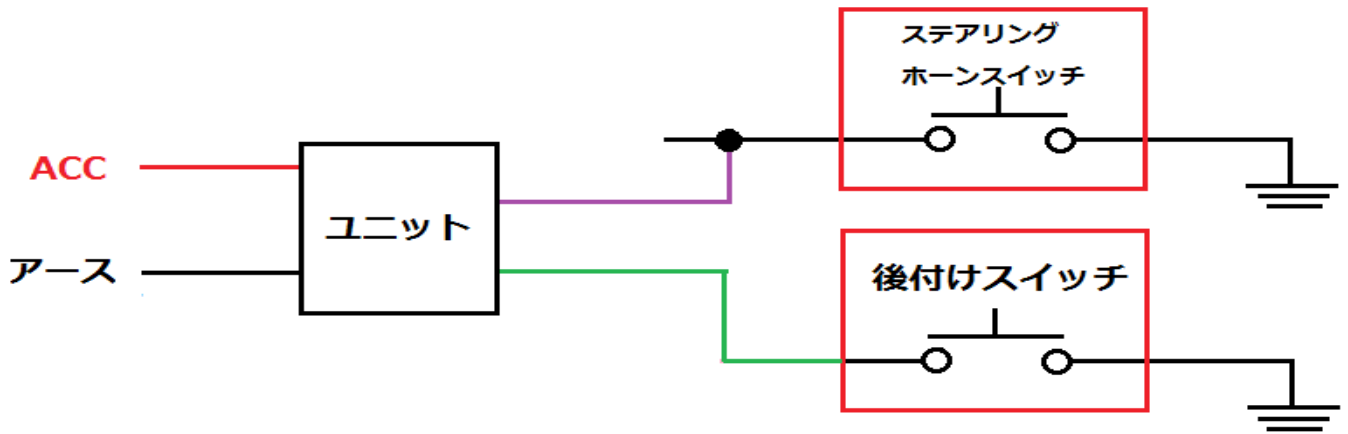 ステアリング
ホーンスイッチ
ACC
ユニット
アース
後付けスイッチ